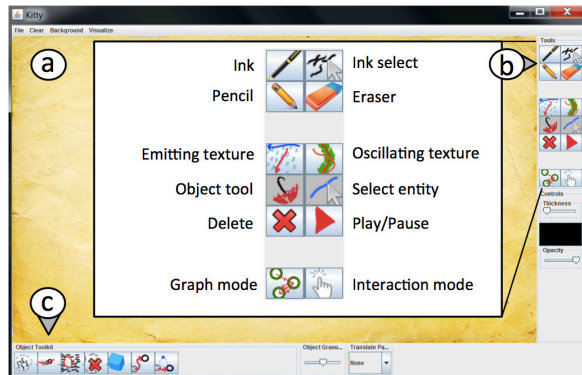 Kitty
File Clear Background Visualize
a
b
c
Ink
Ink select
Pencil
Eraser
Emitting texture
Oscillating texture
Object tool
Select entity
Delete
Play/Pause
Graph mode
Interaction mode
Tools
Controls
Thickness
Opacity
Object Toolkit
Object Granu...
Translate Pa...
None